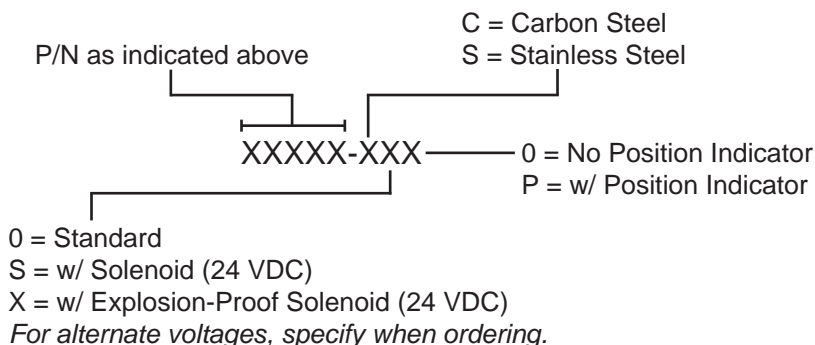 C = Carbon Steel
S = Stainless Steel
P/N as indicated above
XXXXX-XXX
0 = No Position Indicator
P = w/ Position Indicator
0 = Standard
S = w/ Solenoid (24 VDC)
X = w/ Explosion-Proof Solenoid (24 VDC)
For alternate voltages, specify when ordering.